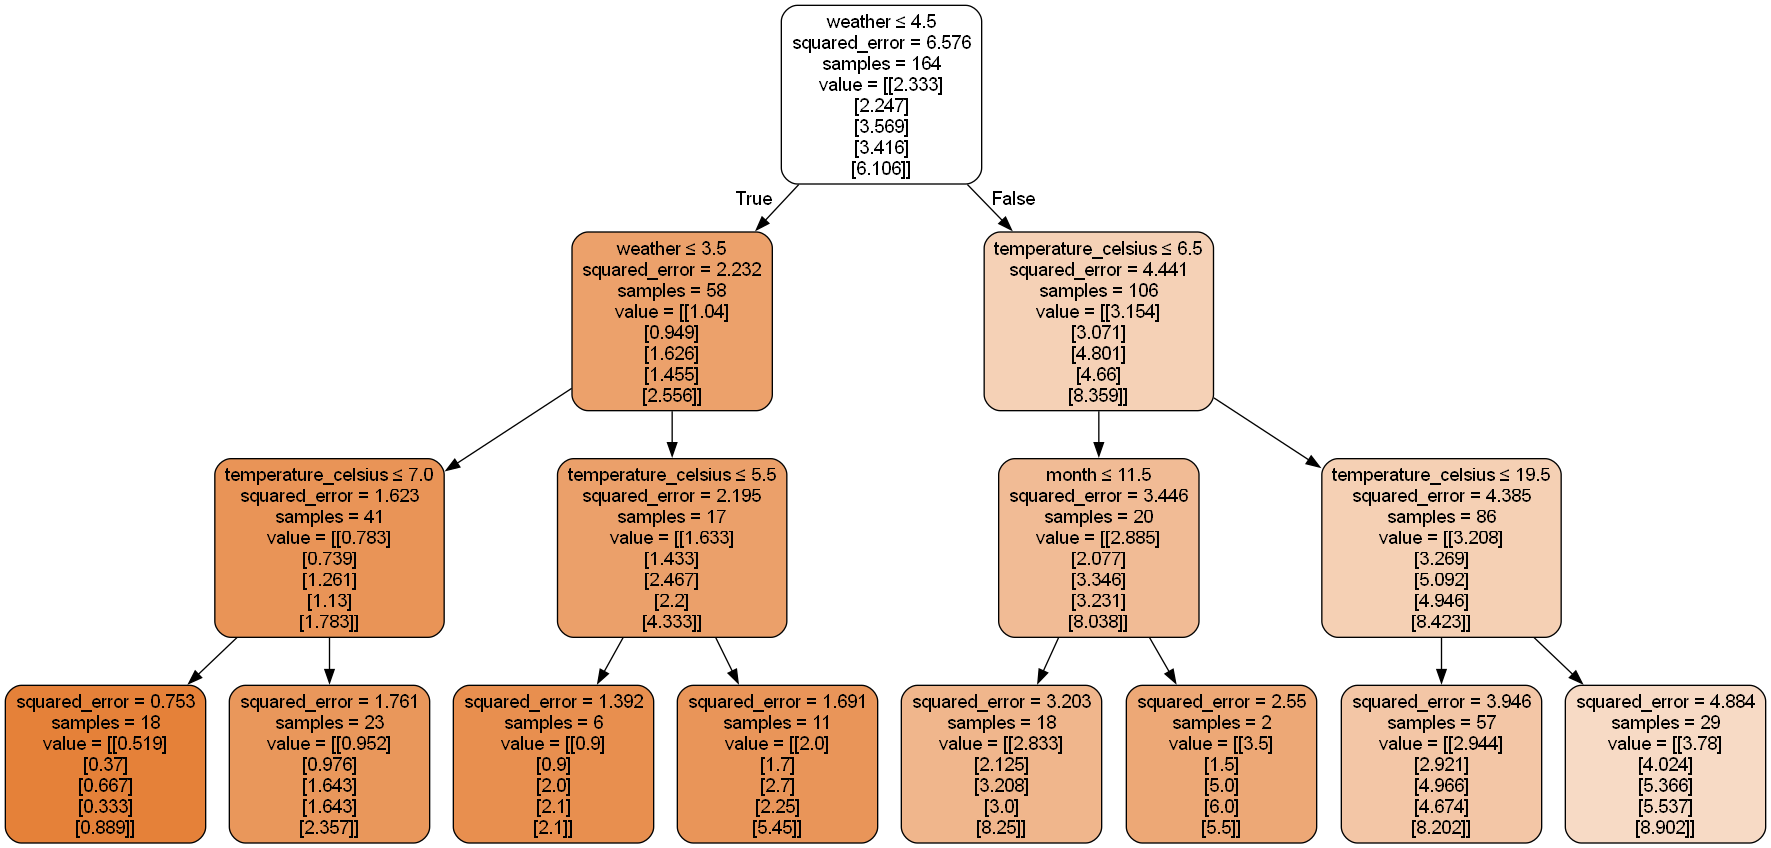 weather ≤ 4.5
squared_error = 6.576
samples = 164
value = [[2.333]
[2.247]
[3.569]
[3.416]
[6.106]]
True
False
weather ≤ 3.5
squared_error = 2.232
samples = 58
value = [[1.04]
[0.949]
[1.626]
[1.455]
[2.556]]
temperature_celsius ≤ 6.5
squared_error = 4.441
samples = 106
value = [[3.154]
[3.071]
[4.801]
[4.66]
[8.359]]
temperature_celsius ≤ 7.0
squared_error = 1.623
samples = 41
value = [[0.783]
[0.739]
[1.261]
[1.13]
[1.783]]
temperature_celsius ≤ 5.5
squared_error = 2.195
samples = 17
value = [[1.633]
[1.433]
[2.467]
[2.2]
[4.333]]
month ≤ 11.5
squared_error = 3.446
samples = 20
value = [[2.885]
[2.077]
[3.346]
[3.231]
[8.038]]
temperature_celsius ≤ 19.5
squared_error = 4.385
samples = 86
value = [[3.208]
[3.269]
[5.092]
[4.946]
[8.423]]
squared_error = 0.753
samples = 18
value = [[0.519]
[0.37]
[0.667]
[0.333]
[0.889]]
squared_error = 1.761
samples = 23
value = [[0.952]
[0.976]
[1.643]
[1.643]
[2.357]]
squared_error = 1.392
samples = 6
value = [[0.9]
[0.9]
[2.0]
[2.1]
[2.1]]
squared_error = 1.691
samples = 11
value = [[2.0]
[1.7]
[2.7]
[2.25]
[5.45]]
squared_error = 3.203
samples = 18
value = [[2.833]
[2.125]
[3.208]
[3.0]
[8.25]]
squared_error = 2.55
samples = 2
value = [[3.5]
[1.5]
[5.0]
[6.0]
[5.5]]
squared_error = 3.946
samples = 57
value = [[2.944]
[2.921]
[4.966]
[4.674]
[8.202]]
squared_error = 4.884
samples = 29
value = [[3.78]
[4.024]
[5.366]
[5.537]
[8.902]]